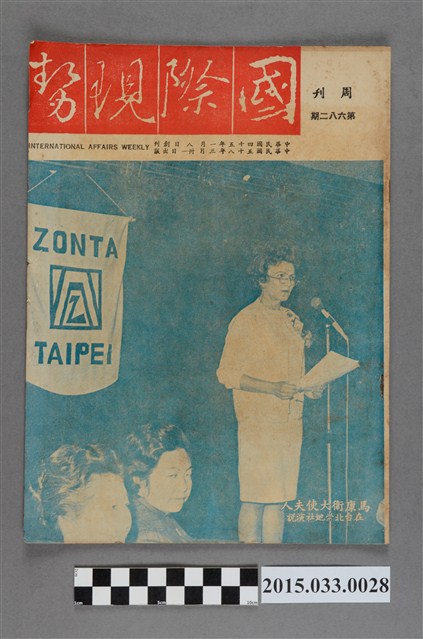 國際現勢
周刊
第六八二期
中華民國四十五年一月八日創刊
中華民國五十八年三月卅一日出版
INTERNATIONAL AFFAIRS WEEKLY
ZONTA
TAIPEI
馬康衛大使夫人
在台北她社演說
2015.033.0028